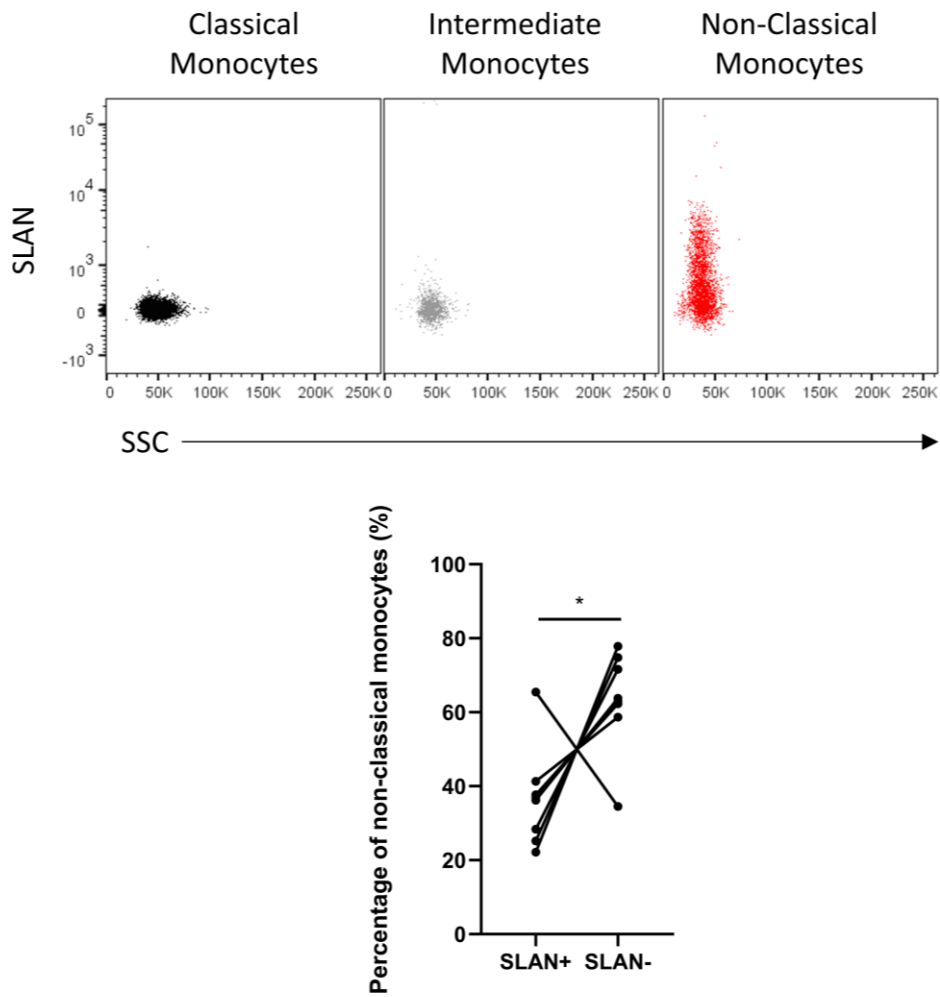 Classical
Monocytes
Intermediate
Monocytes
Non-Classical
Monocytes
SLAN
10^5
10^4
10^3
0
-10^3
0 50K 100K 150K 200K 250K
0 50K 100K 150K 200K 250K
0 50K 100K 150K 200K 250K
SSC
Percentage of non-classical monocytes (%)
100
80
60
40
20
0
*
SLAN+ SLAN-